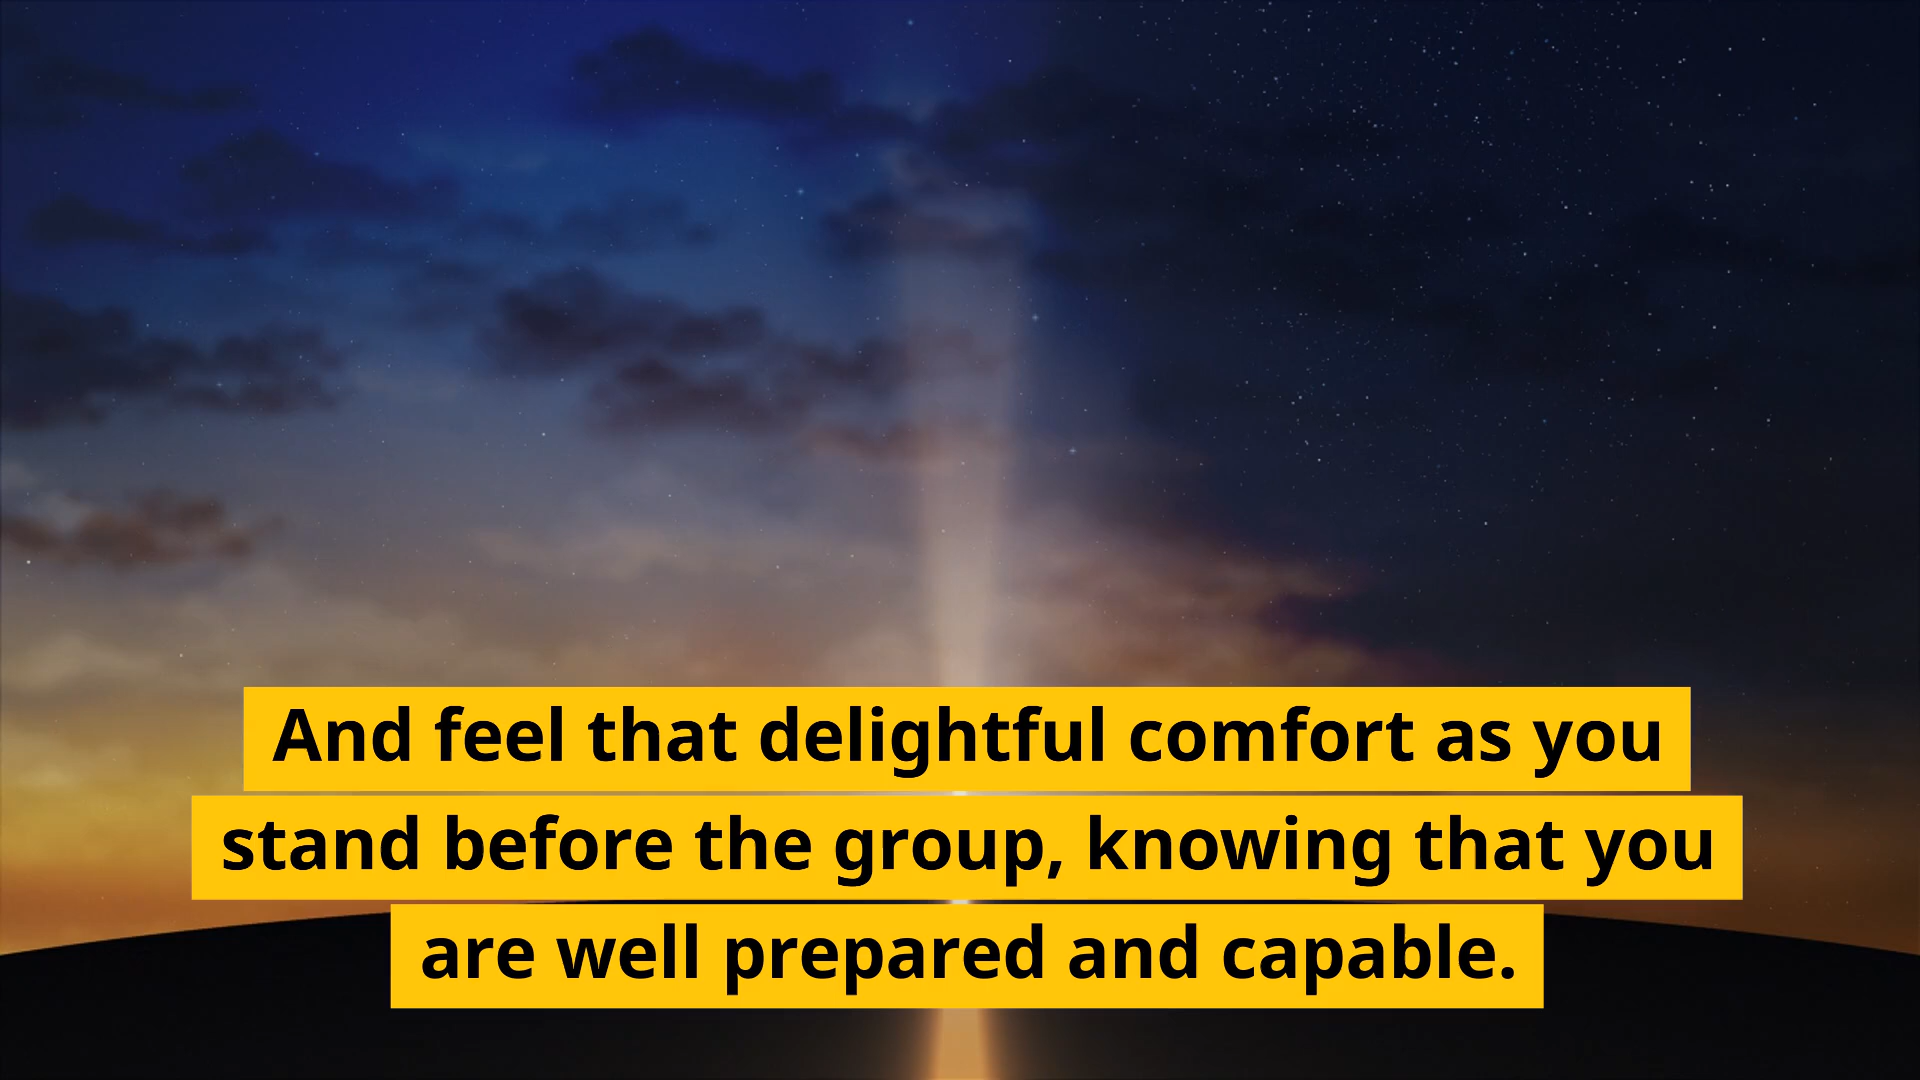 And feel that delightful comfort as you
stand before the group, knowing that you
are well prepared and capable.